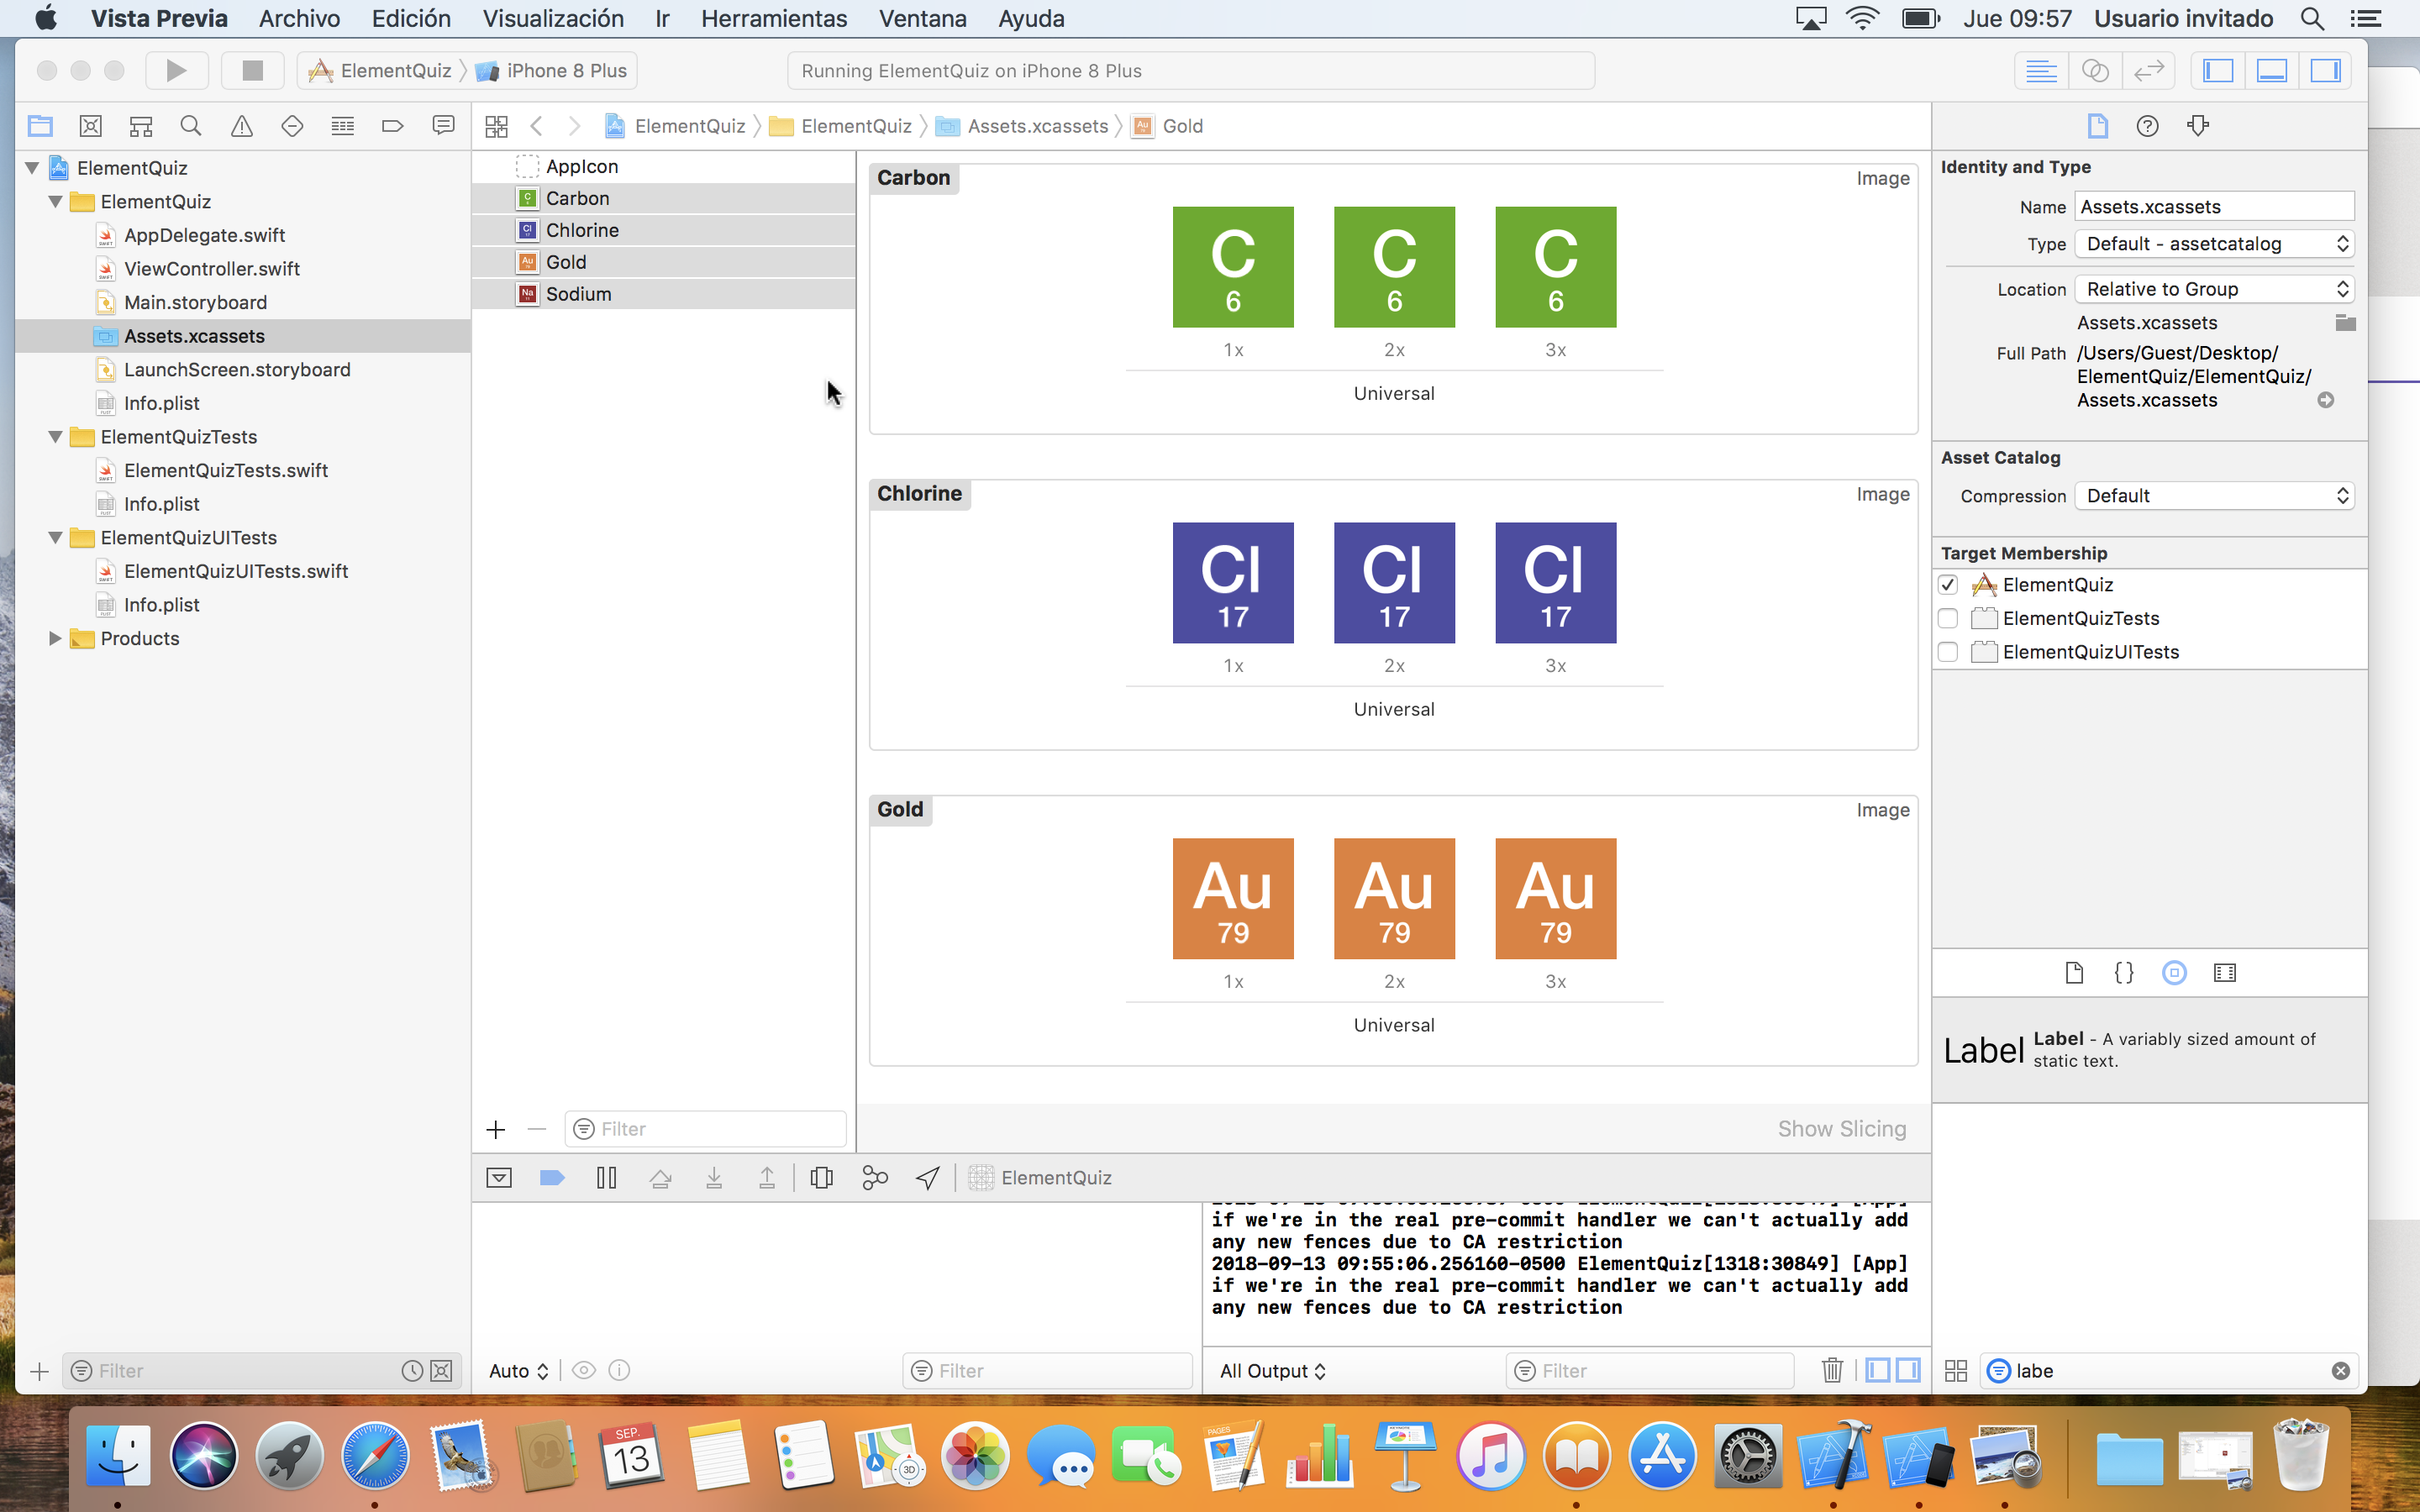 Vista Previa Archivo Edición Visualización Ir Herramientas Ventana Ayuda Jue 09:57 Usuario invitado
ElementQuiz iPhone 8 Plus
Running ElementQuiz on iPhone 8 Plus
ElementQuiz ElementQuiz Assets.xcassets Gold
ElementQuiz
ElementQuiz
AppDelegate.swift
ViewController.swift
Main.storyboard
Assets.xcassets
LaunchScreen.storyboard
Info.plist
ElementQuizTests
ElementQuizTests.swift
Info.plist
ElementQuizUITests
ElementQuizUITests.swift
Info.plist
Products
Filter
AppIcon
Carbon
Chlorine
Gold
Sodium
Filter
Carbon
Image
C C C
6 6 6
1x 2x 3x
Universal
Chlorine
Image
Cl Cl Cl
17 17 17
1x 2x 3x
Universal
Gold
Image
Au Au Au
79 79 79
1x 2x 3x
Universal
Show Slicing
ElementQuiz
if we're in the real pre-commit handler we can't actually add
any new fences due to CA restriction
2018-09-13 09:55:06.256160-0500 ElementQuiz[1318:30849] [App]
if we're in the real pre-commit handler we can't actually add
any new fences due to CA restriction
Auto
Filter
All Output
Filter
Identity and Type
Name Assets.xcassets
Type Default - assetcatalog
Location Relative to Group
Assets.xcassets
Full Path /Users/Guest/Desktop/
ElementQuiz/ElementQuiz/
Assets.xcassets
Asset Catalog
Compression Default
Target Membership
ElementQuiz
ElementQuizTests
ElementQuizUITests
Label
Label - A variably sized amount of
static text.
labe
SEP.
13
PAGES
3D